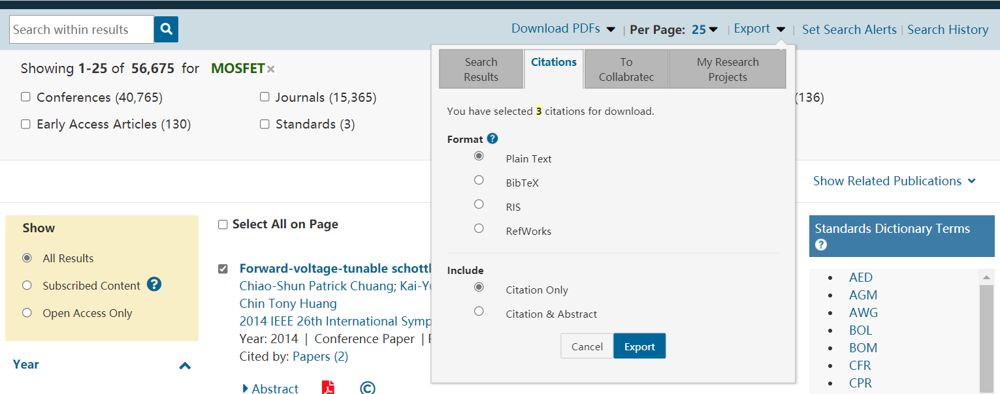 Search within results
Download PDFs | Per Page: 25 | Export | Set Search Alerts | Search History
Showing 1-25 of 56,675 for MOSFET ×
Conferences (40,765)
Journals (15,365)
(136)
Early Access Articles (130)
Standards (3)
Search Results
Citations
To Collabratec
My Research Projects
You have selected 3 citations for download.
Format ?
Plain Text
BibTeX
RIS
RefWorks
Include
Citation Only
Citation & Abstract
Cancel
Export
Show Related Publications
Show
All Results
Subscribed Content ?
Open Access Only
Year
Select All on Page
Forward-voltage-tunable
Chiao-Shun Patrick Chuang;
Chin Tony Huang
2014 IEEE 26th International
Year: 2014 | Conference Paper |
Cited by: Papers (2)
Abstract ©
Standards Dictionary Terms
?
AED
AGM
AWG
BOL
BOM
CFR
CPR